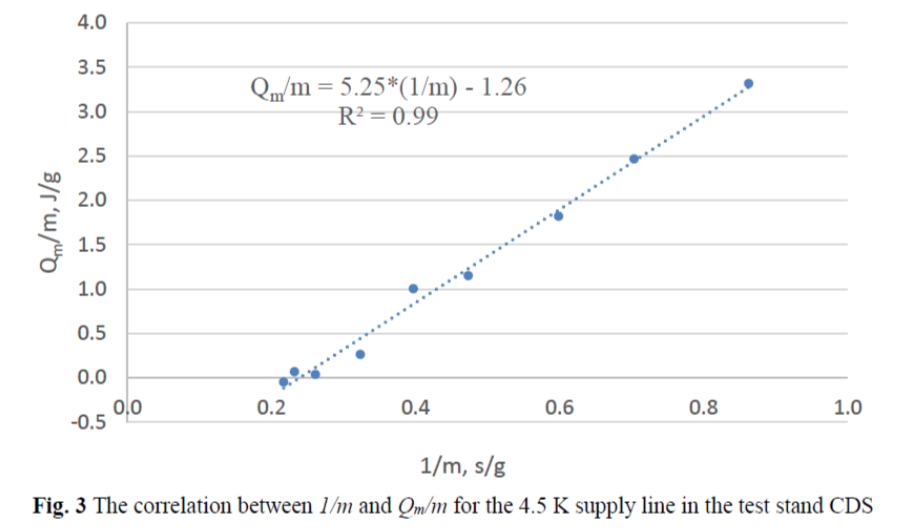 4.0
3.5
3.0
2.5
2.0
1.5
1.0
0.5
0.0
-0.5
Qm/m, J/g
Qm/m = 5.25*(1/m) - 1.26
R² = 0.99
0.0 0.2 0.4 0.6 0.8 1.0
1/m, s/g
Fig. 3 The correlation between 1/m and Qm/m for the 4.5 K supply line in the test stand CDS